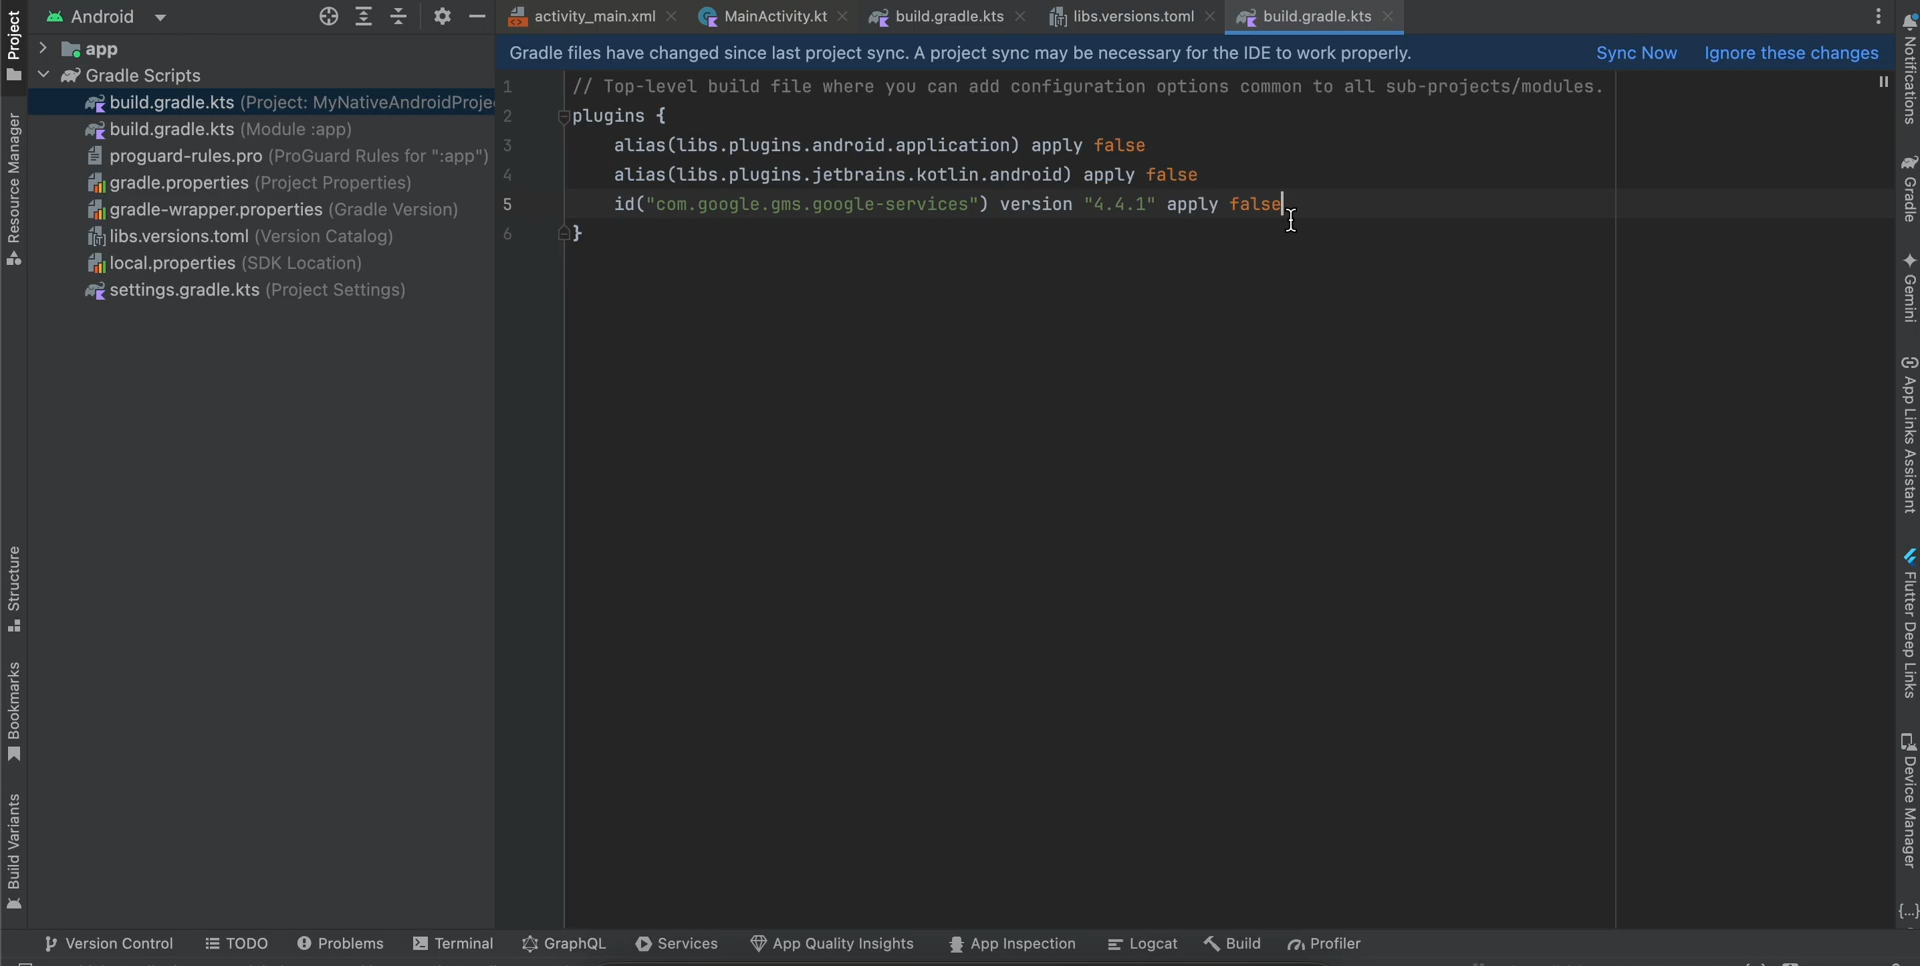 Android
activity_main.xml
MainActivity.kt
build.gradle.kts
libs.versions.toml
build.gradle.kts
Project
Resource Manager
Structure
Bookmarks
Build Variants
app
Gradle Scripts
build.gradle.kts (Project: MyNativeAndroidProje
build.gradle.kts (Module :app)
proguard-rules.pro (ProGuard Rules for ":app")
gradle.properties (Project Properties)
gradle-wrapper.properties (Gradle Version)
libs.versions.toml (Version Catalog)
local.properties (SDK Location)
settings.gradle.kts (Project Settings)
Gradle files have changed since last project sync. A project sync may be necessary for the IDE to work properly.
Sync Now
Ignore these changes
1 // Top-level build file where you can add configuration options common to all sub-projects/modules.
2 plugins {
3 alias(libs.plugins.android.application) apply false
4 alias(libs.plugins.jetbrains.kotlin.android) apply false
5 id("com.google.gms.google-services") version "4.4.1" apply false
6 }
Notifications
Gradle
Gemini
App Links Assistant
Flutter Deep Links
Device Manager
{...}
Version Control
TODO
Problems
Terminal
GraphQL
Services
App Quality Insights
App Inspection
Logcat
Build
Profiler